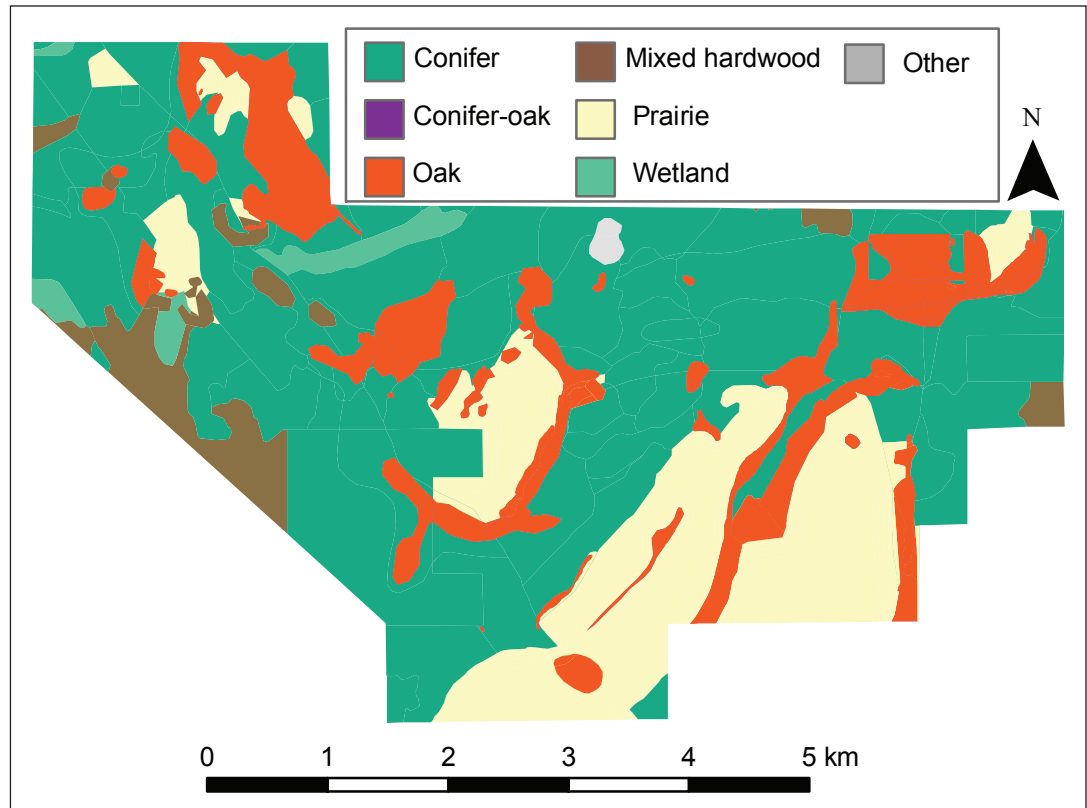 Conifer
Mixed hardwood
Other
Conifer-oak
Prairie
Oak
Wetland
N
0 1 2 3 4 5 km